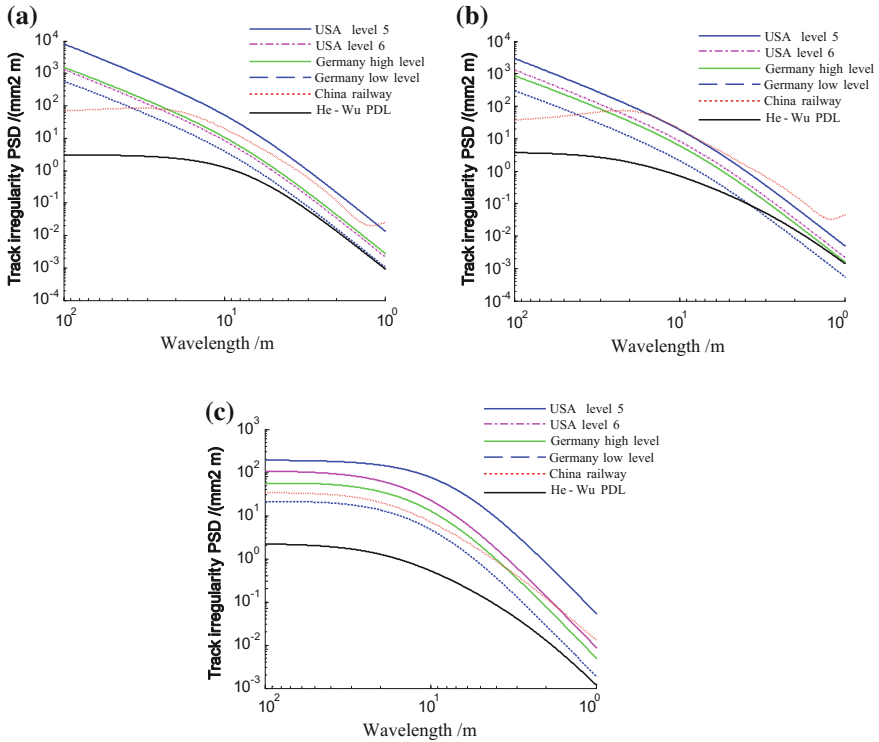 (a)
Track irregularity PSD /(mm2 m)
10^4
10^3
10^2
10^1
10^0
10^-1
10^-2
10^-3
10^-4
10^2
10^1
10^0
Wavelength /m
USA level 5
USA level 6
Germany high level
Germany low level
China railway
He - Wu PDL
(b)
Track irregularity PSD /(mm2 m)
10^4
10^3
10^2
10^1
10^0
10^-1
10^-2
10^-3
10^-4
10^2
10^1
10^0
Wavelength /m
USA level 5
USA level 6
Germany high level
Germany low level
China railway
He - Wu PDL
(c)
Track irregularity PSD /(mm2 m)
10^3
10^2
10^1
10^0
10^-1
10^-2
10^-3
10^2
10^1
10^0
Wavelength /m
USA level 5
USA level 6
Germany high level
Germany low level
China railway
He - Wu PDL